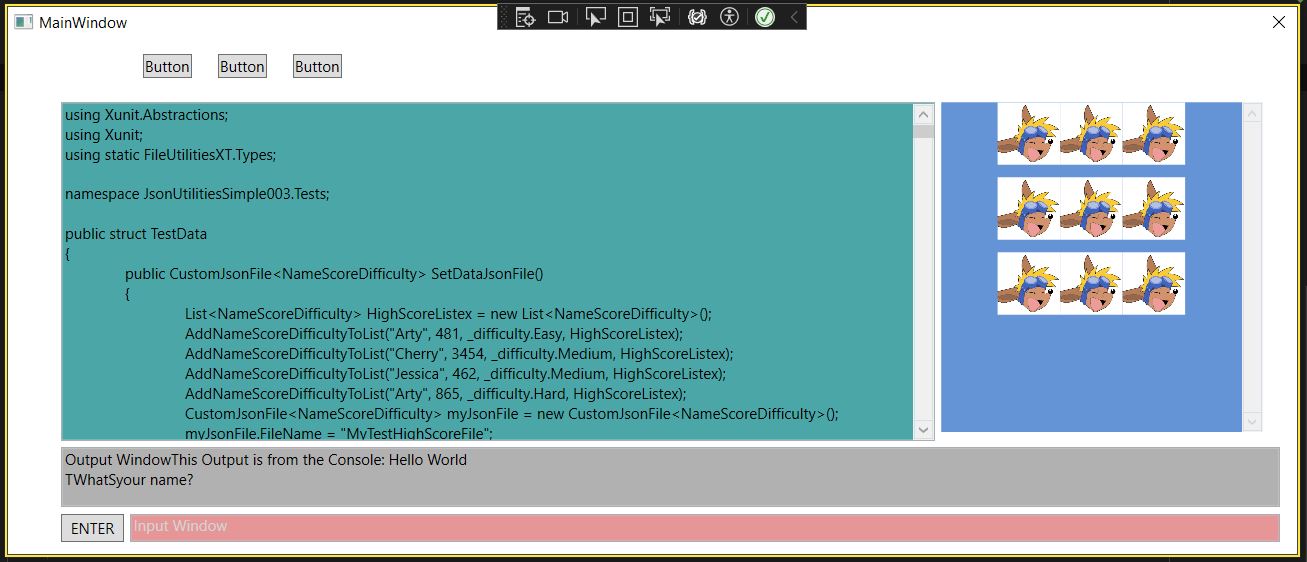 MainWindow
Button Button Button
using Xunit.Abstractions;
using Xunit;
using static FileUtilitiesXT.Types;
namespace JsonUtilitiesSimple003.Tests;
public struct TestData
{
public CustomJsonFile<NameScoreDifficulty> SetDataJsonFile()
{
List<NameScoreDifficulty> HighScoreListex = new List<NameScoreDifficulty>();
AddNameScoreDifficultyToList("Arty", 481, _difficulty.Easy, HighScoreListex);
AddNameScoreDifficultyToList("Cherry", 3454, _difficulty.Medium, HighScoreListex);
AddNameScoreDifficultyToList("Jessica", 462, _difficulty.Medium, HighScoreListex);
AddNameScoreDifficultyToList("Arty", 865, _difficulty.Hard, HighScoreListex);
CustomJsonFile<NameScoreDifficulty> myJsonFile = new CustomJsonFile<NameScoreDifficulty>();
myJsonFile.FileName = "MyTestHighScoreFile";
Output WindowThis Output is from the Console: Hello World
TWhatSyour name?
ENTER Input Window